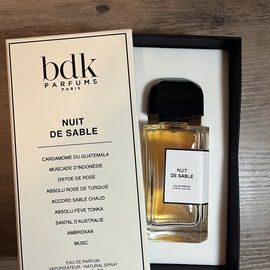 bdk
PARFUMS
PARIS
NUIT
DE SABLE
CARDAMOME DU GUATEMALA
MUSCADE D'INDONÉSIE
OXYDE DE ROSE
ABSOLU ROSE DE TURQUIE
ACCORD SABLE CHAUD
ABSOLU FÈVE TONKA
SANTAL D'AUSTRALIE
AMBROXAN
MUSC
EAU DE PARFUM
VAPORISATEUR - NATURAL SPRAY
NUIT
DE SABLE
EAU DE PARFUM